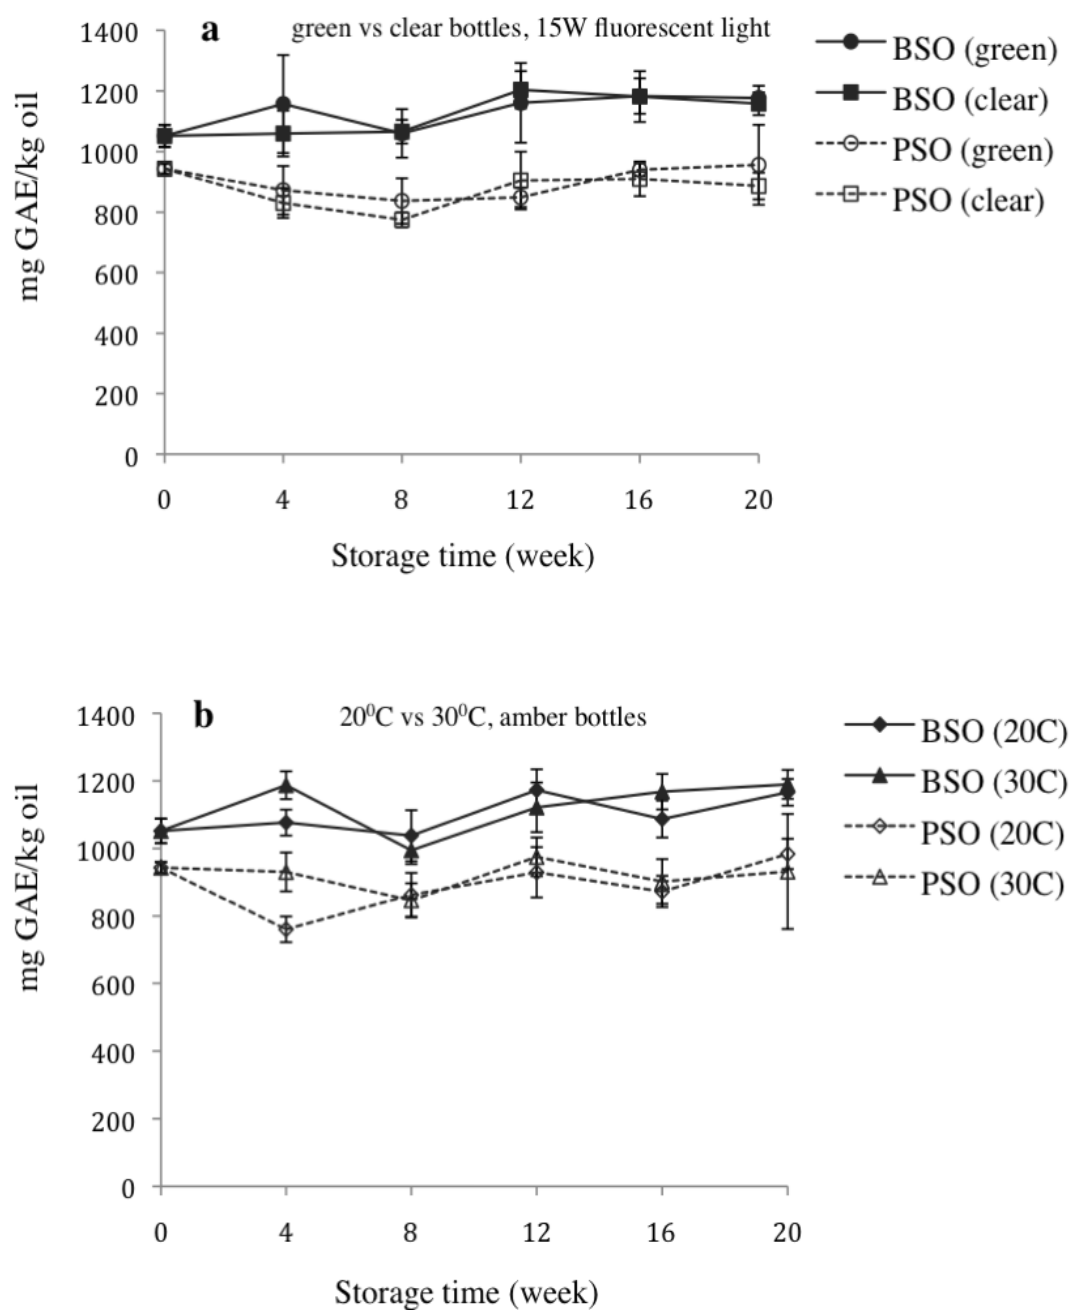 a green vs clear bottles, 15W fluorescent light
1400
1200
1000
800
600
400
200
0
mg GAE/kg oil
0 4 8 12 16 20
Storage time (week)
BSO (green)
BSO (clear)
PSO (green)
PSO (clear)
b 20⁰C vs 30⁰C, amber bottles
1400
1200
1000
800
600
400
200
0
mg GAE/kg oil
0 4 8 12 16 20
Storage time (week)
BSO (20C)
BSO (30C)
PSO (20C)
PSO (30C)